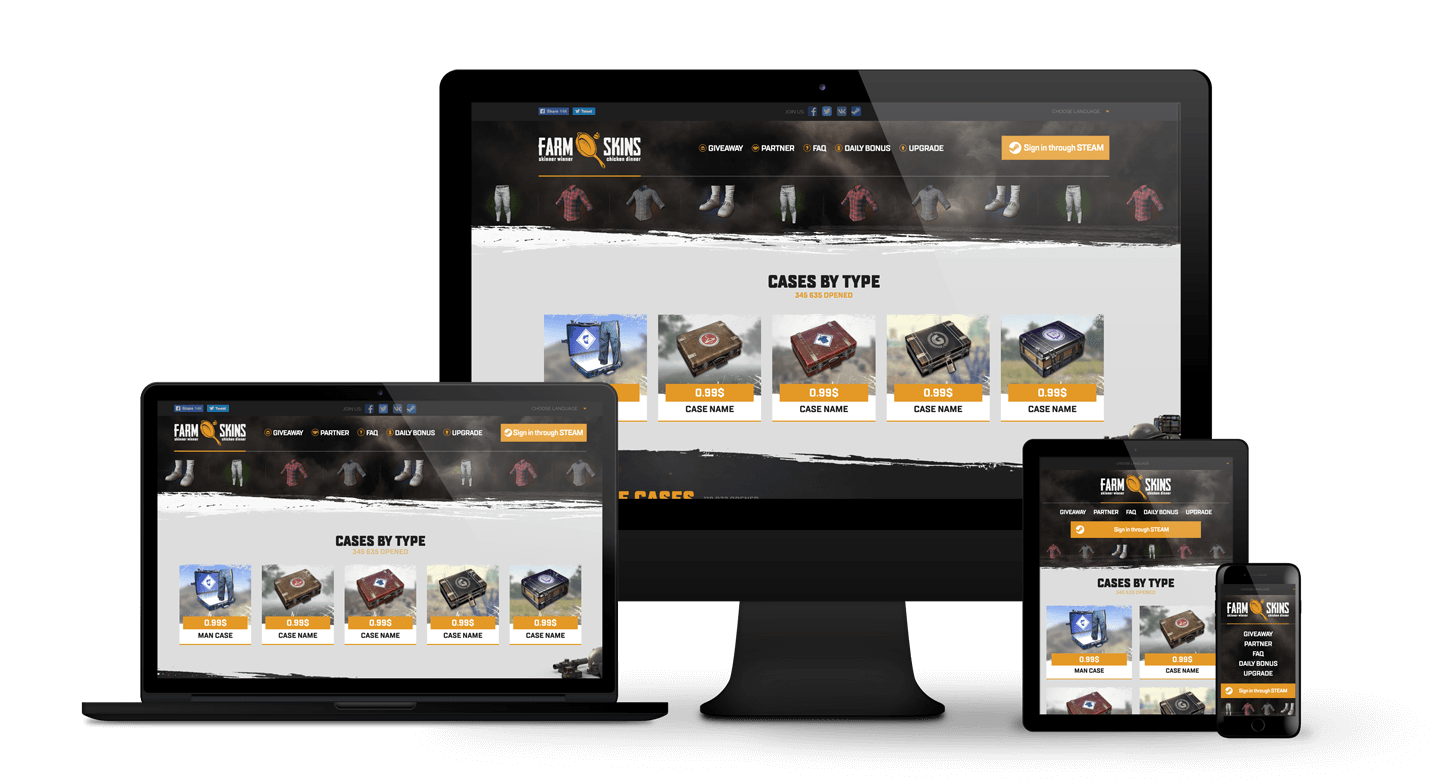 Share 11K Tweet
JOIN US:
CHOOSE LANGUAGE
FARM SKINS
skinner winner chicken dinner
GIVEAWAY PARTNER FAQ DAILY BONUS UPGRADE
Sign in through STEAM
CASES BY TYPE
345 635 OPENED
0.99$ 0.99$ 0.99$ 0.99$
CASE NAME CASE NAME CASE NAME CASE NAME
CASES
OPENED
Share Tweet
JOIN US:
CHOOSE LANGUAGE
FARM SKINS
skinner winner chicken dinner
GIVEAWAY PARTNER FAQ DAILY BONUS UPGRADE
Sign in through STEAM
CASES BY TYPE
345 635 OPENED
0.99$ 0.99$ 0.99$ 0.99$ 0.99$
MAN CASE CASE NAME CASE NAME CASE NAME CASE NAME
CHOOSE LANGUAGE
FARM SKINS
skinner winner chicken dinner
GIVEAWAY PARTNER FAQ DAILY BONUS UPGRADE
Sign in through STEAM
CASES BY TYPE
345 635 OPENED
0.99$ 0.99$
MAN CASE CASE NAME
FARM SKINS
skinner winner chicken dinner
GIVEAWAY
PARTNER
FAQ
DAILY BONUS
UPGRADE
Sign in through STEAM